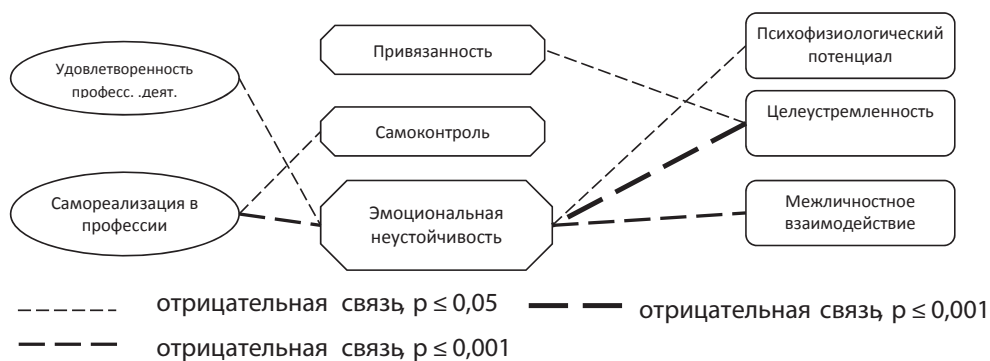 Удовлетворенность
професс. .деят.
Самореализация в
профессии
Привязанность
Самоконтроль
Эмоциональная
неустойчивость
Психофизиологический
потенциал
Целеустремленность
Межличностное
взаимодействие
отрицательная связь, p ≤ 0,05
отрицательная связь, p ≤ 0,001
отрицательная связь, p ≤ 0,001